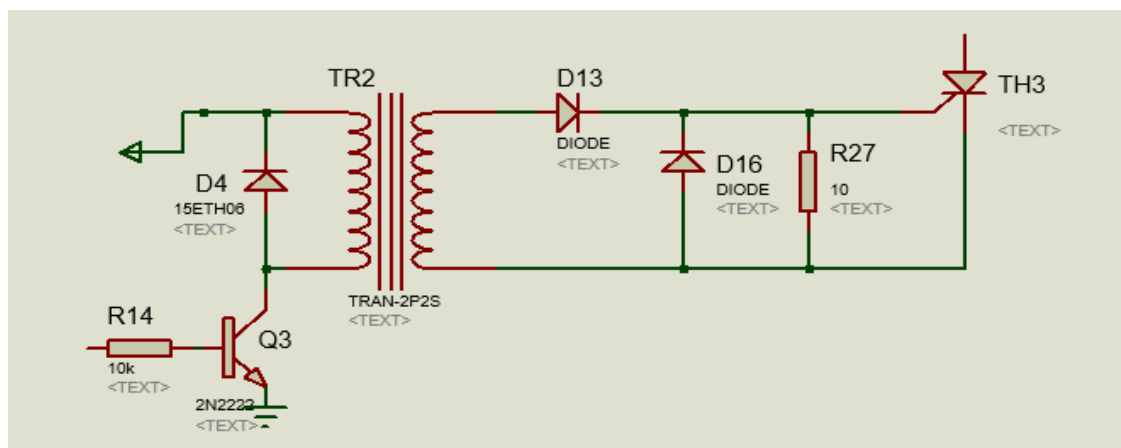 TR2
D13
TH3
<TEXT>
DIODE
<TEXT>
D16
DIODE
<TEXT>
R27
10
<TEXT>
D4
15ETH06
<TEXT>
TRAN-2P2S
<TEXT>
R14
10k
<TEXT>
Q3
2N2222
<TEXT>